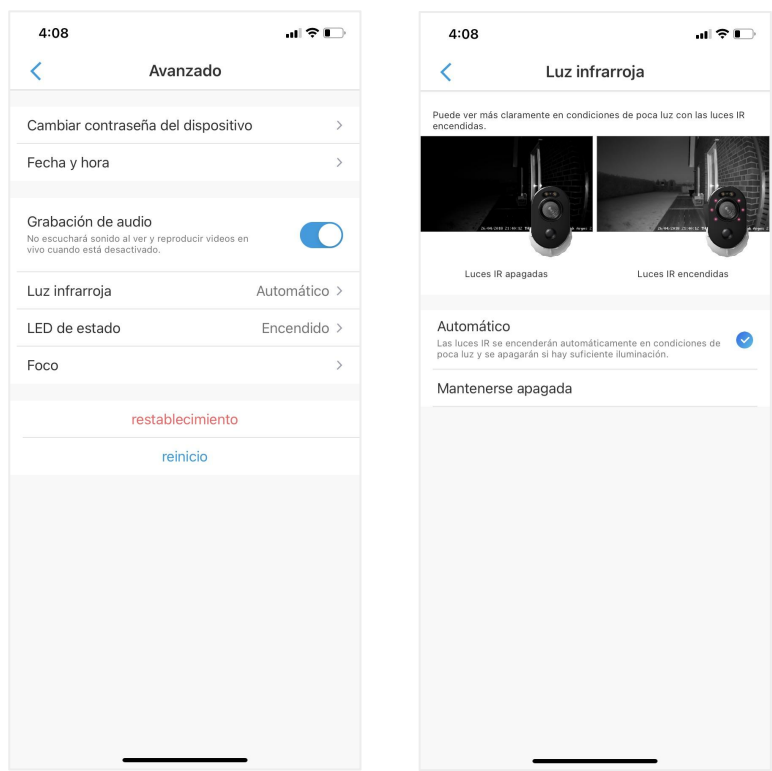 4:08
Avanzado
Cambiar contraseña del dispositivo
Fecha y hora
Grabación de audio
No escuchará sonido al ver y reproducir videos en
vivo cuando está desactivado.
Luz infrarroja
Automático
LED de estado
Encendido
Foco
restablecimiento
reinicio
4:08
Luz infrarroja
Puede ver más claramente en condiciones de poca luz con las luces IR
encendidas.
Luces IR apagadas
Luces IR encendidas
Automático
Las luces IR se encenderán automáticamente en condiciones de
poca luz y se apagarán si hay suficiente iluminación.
Mantenerse apagada